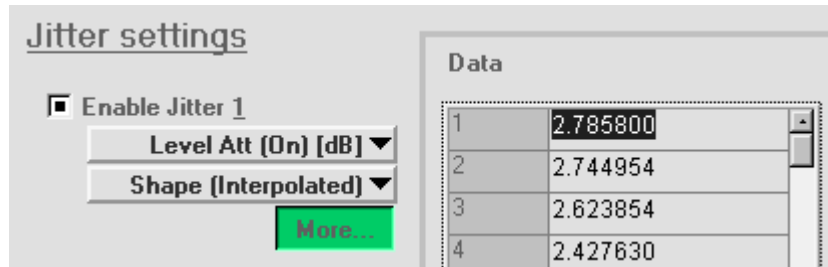 Jitter settings
Enable Jitter 1
Level Att (On) [dB]
Shape (Interpolated)
More...
Data
1 2.785800
2 2.744954
3 2.623854
4 2.427630